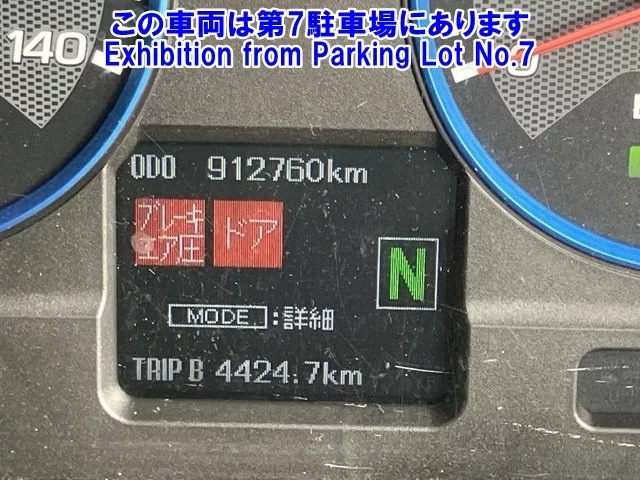 この車両は第7駐車場にあります
Exhibition from Parking Lot No.7
140
0
ODO 912760km
ブレーキ
エア圧
ドア
N
MODE :詳細
TRIP B 4424.7km